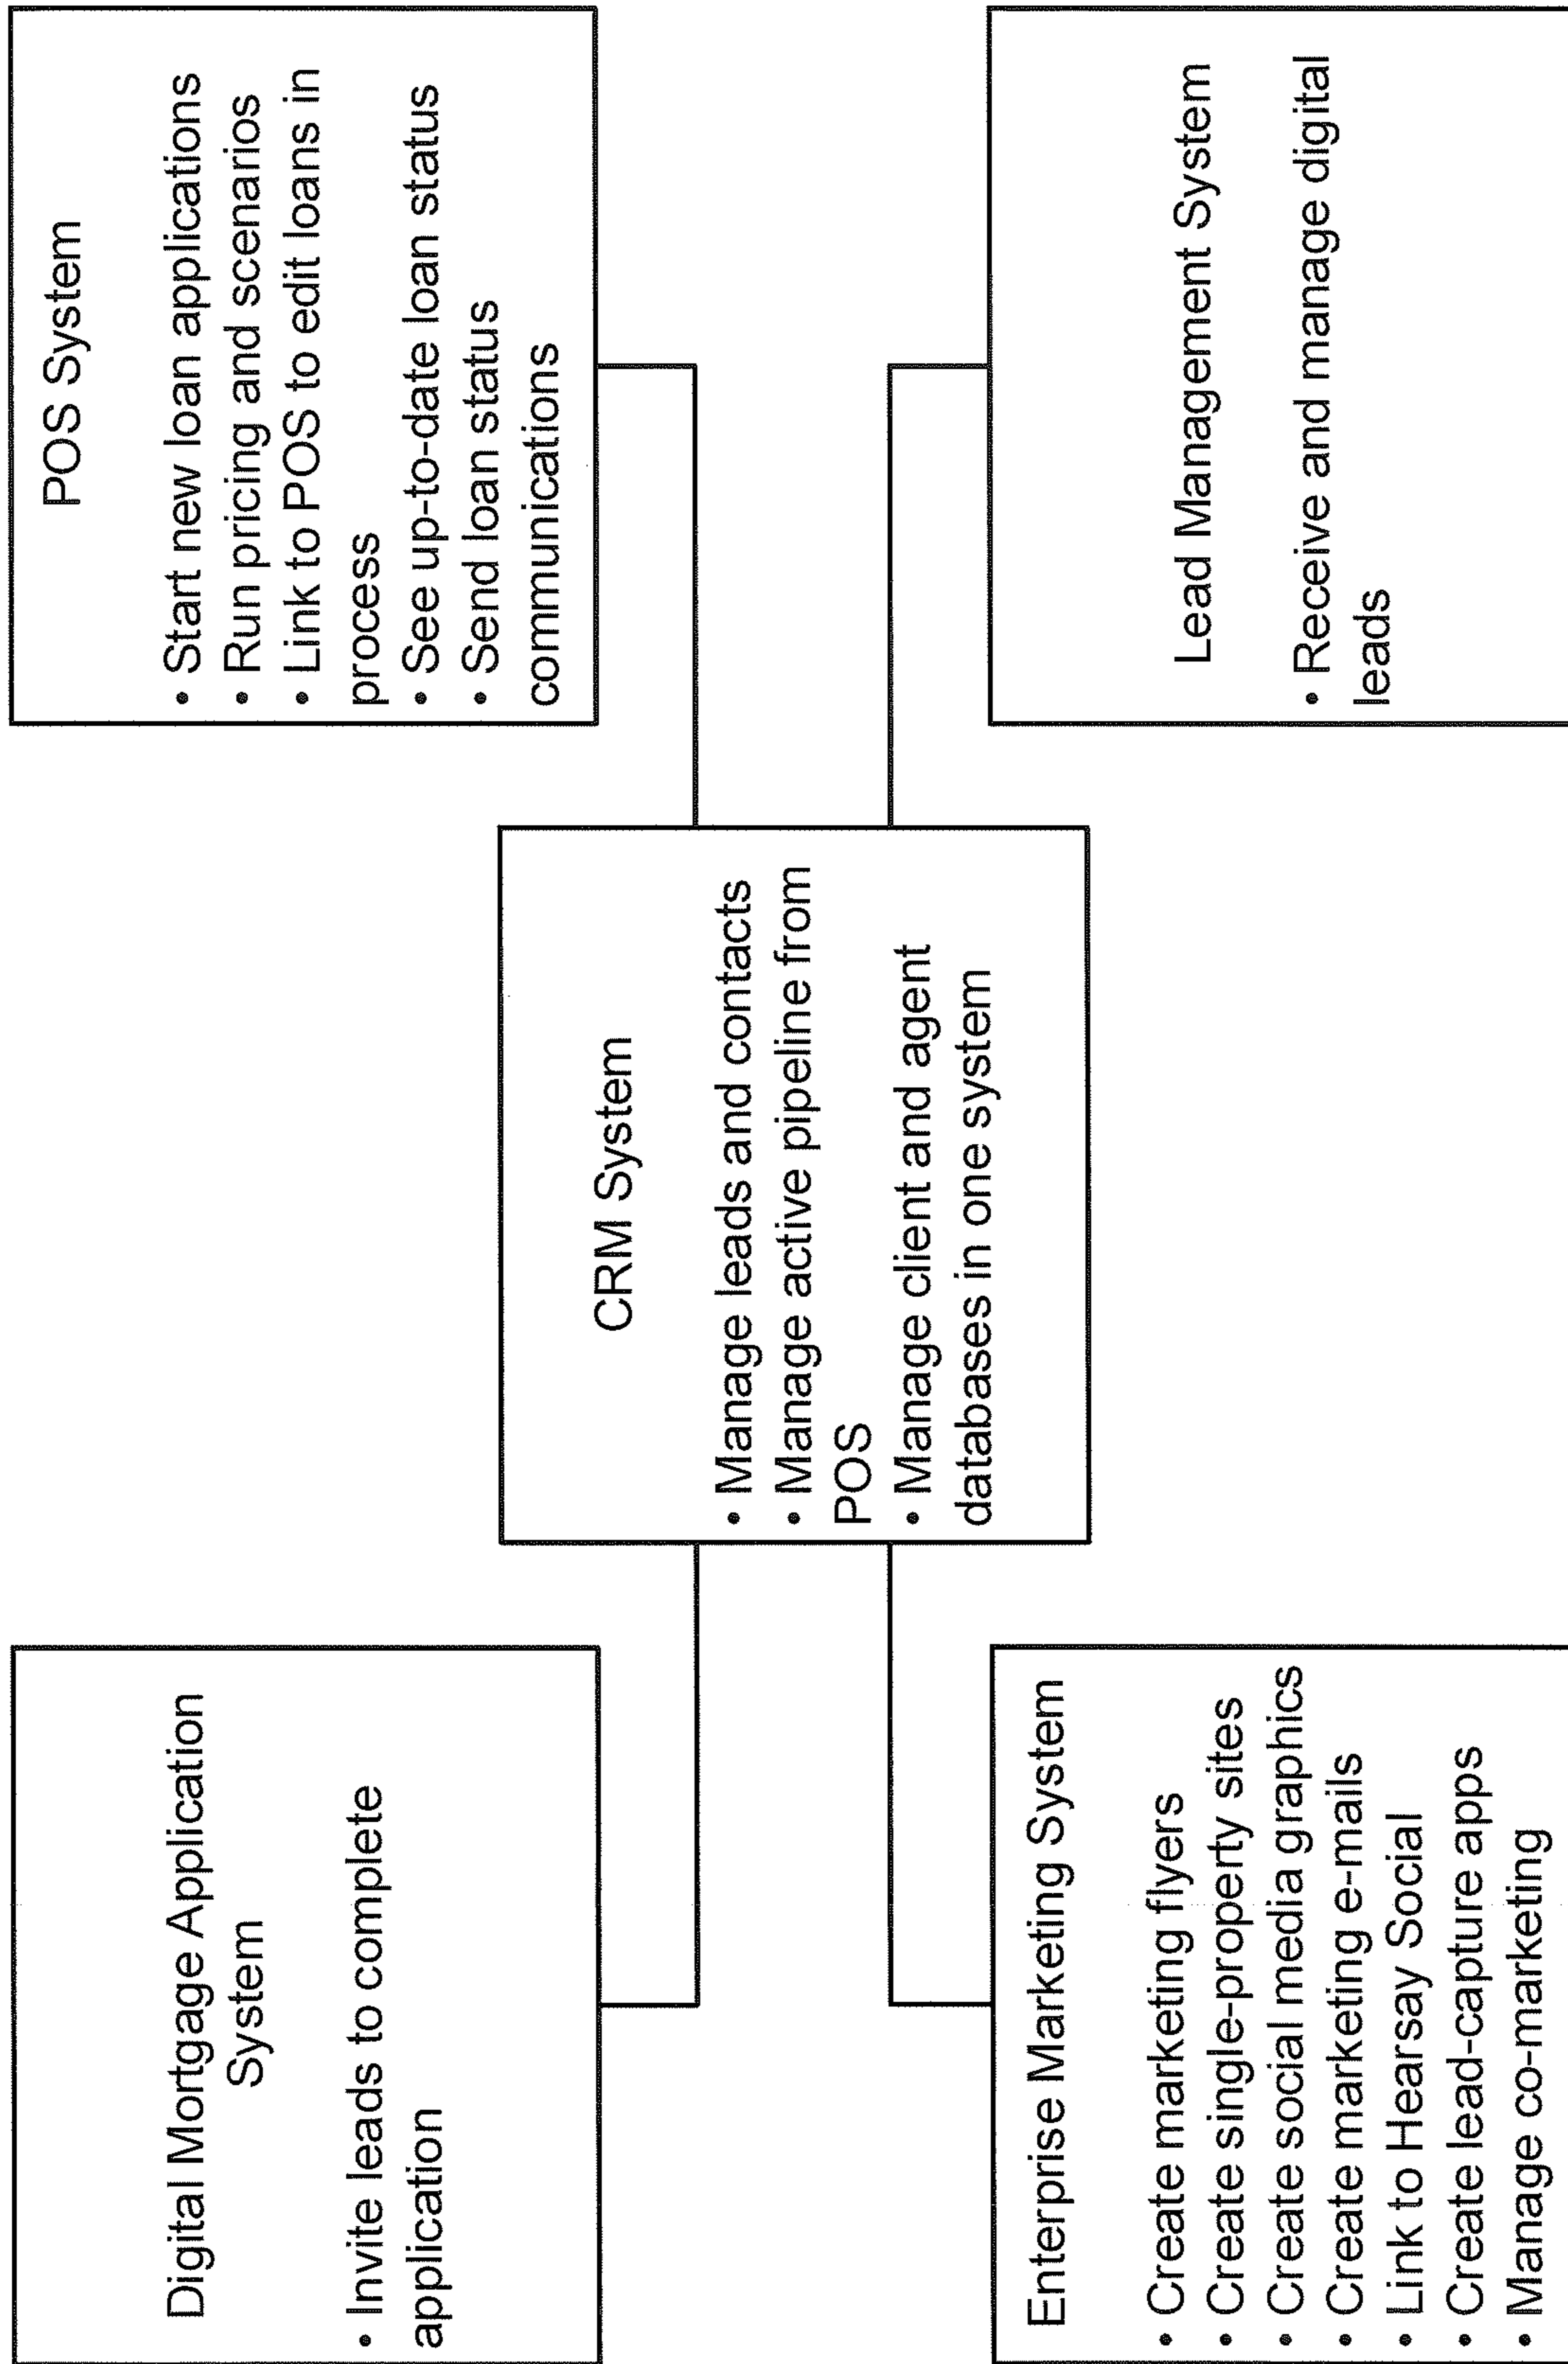 Digital Mortgage Application
System
• Invite leads to complete
application
POS System
• Start new loan applications
• Run pricing and scenarios
• Link to POS to edit loans in
process
• See up-to-date loan status
• Send loan status
communications
CRM System
• Manage leads and contacts
• Manage active pipeline from
POS
• Manage client and agent
databases in one system
Enterprise Marketing System
• Create marketing flyers
• Create single-property sites
• Create social media graphics
• Create marketing e-mails
• Link to Hearsay Social
• Create lead-capture apps
• Manage co-marketing
Lead Management System
• Receive and manage digital
leads